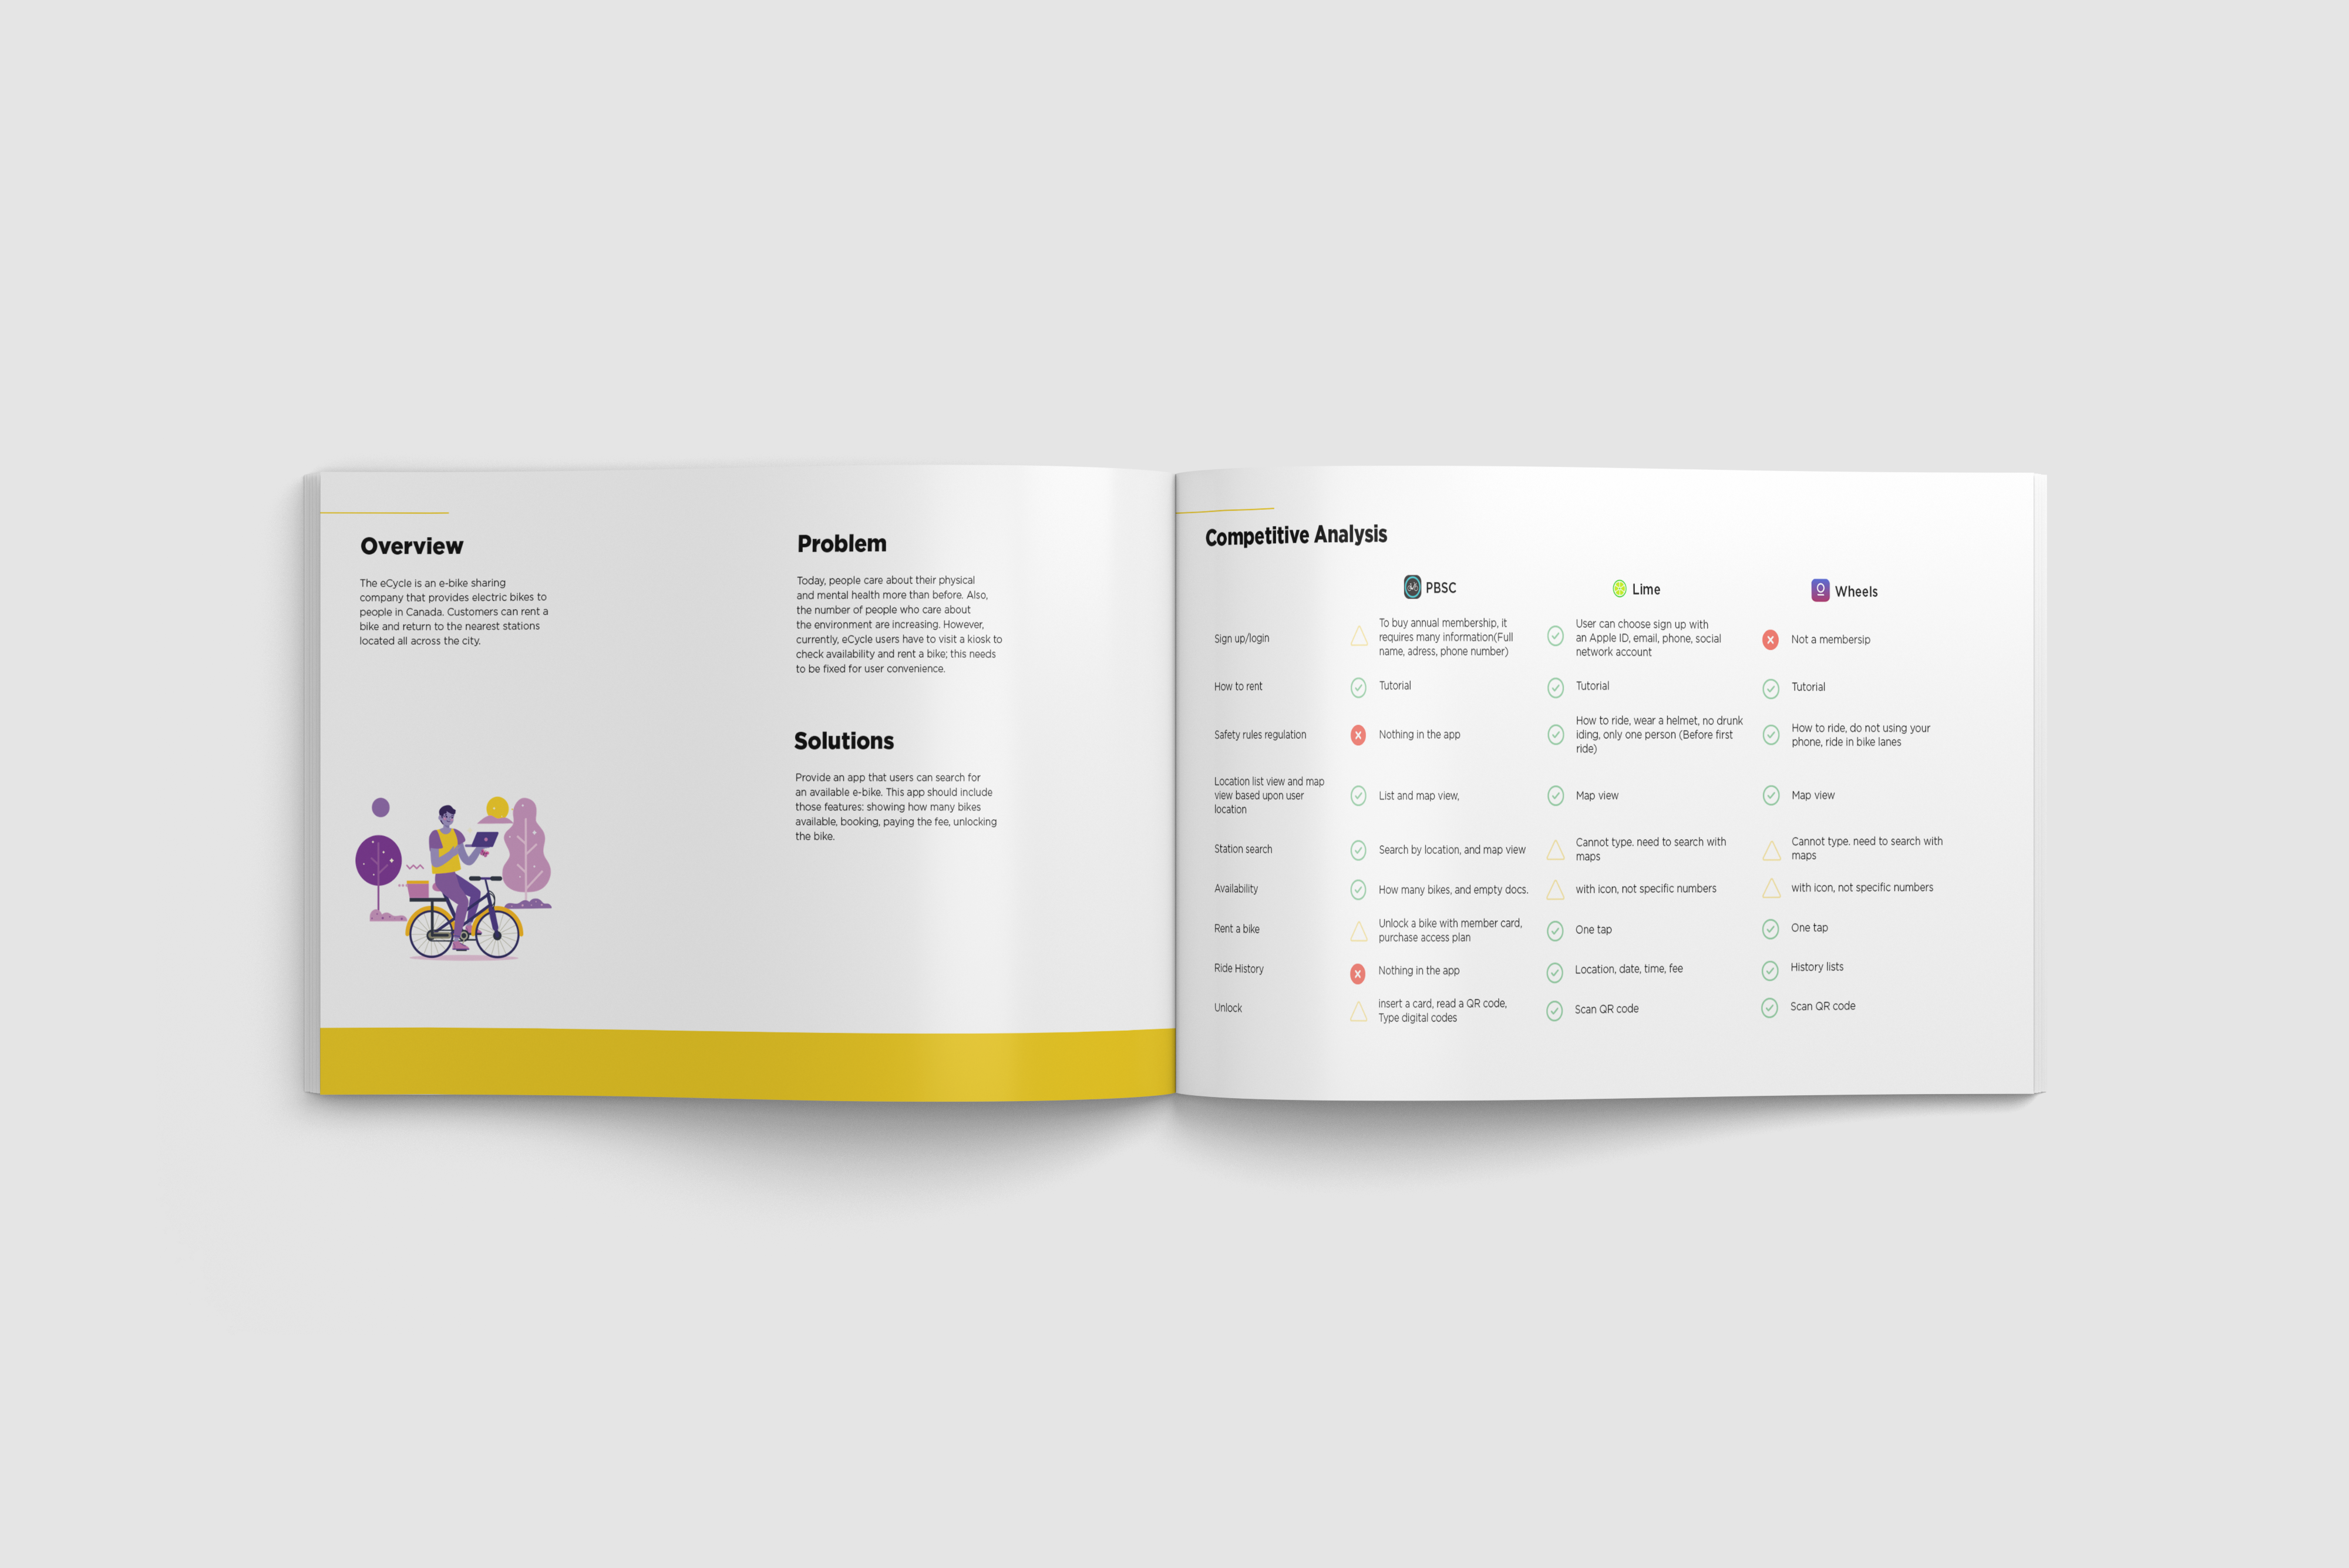 Overview
The eCycle is an e-bike sharing
company that provides electric bikes to
people in Canada. Customers can rent a
bike and return to the nearest stations
located all across the city.
Problem
Today, people care about their physical
and mental health more than before. Also,
the number of people who care about
the environment are increasing. However,
currently, eCycle users have to visit a kiosk to
check availability and rent a bike; this needs
to be fixed for user convenience.
Solutions
Provide an app that users can search for
an available e-bike. This app should include
those features: showing how many bikes
available, booking, paying the fee, unlocking
the bike.
Competitive Analysis
PBSC
Lime
Wheels
Sign up/login
To buy annual membership, it
requires many information(Full
name, adress, phone number)
User can choose sign up with
an Apple ID, email, phone, social
network account
Not a membersip
How to rent
Tutorial
Tutorial
Tutorial
Safety rules regulation
Nothing in the app
How to ride, wear a helmet, no drunk
iding, only one person (Before first
ride)
How to ride, do not using your
phone, ride in bike lanes
Location list view and map
view based upon user
location
List and map view,
Map view
Map view
Station search
Search by location, and map view
Cannot type. need to search with
maps
Cannot type. need to search with
maps
Availability
How many bikes, and empty docs.
with icon, not specific numbers
with icon, not specific numbers
Rent a bike
Unlock a bike with member card,
purchase access plan
One tap
One tap
Ride History
Nothing in the app
Location, date, time, fee
History lists
Unlock
insert a card, read a QR code,
Type digital codes
Scan QR code
Scan QR code